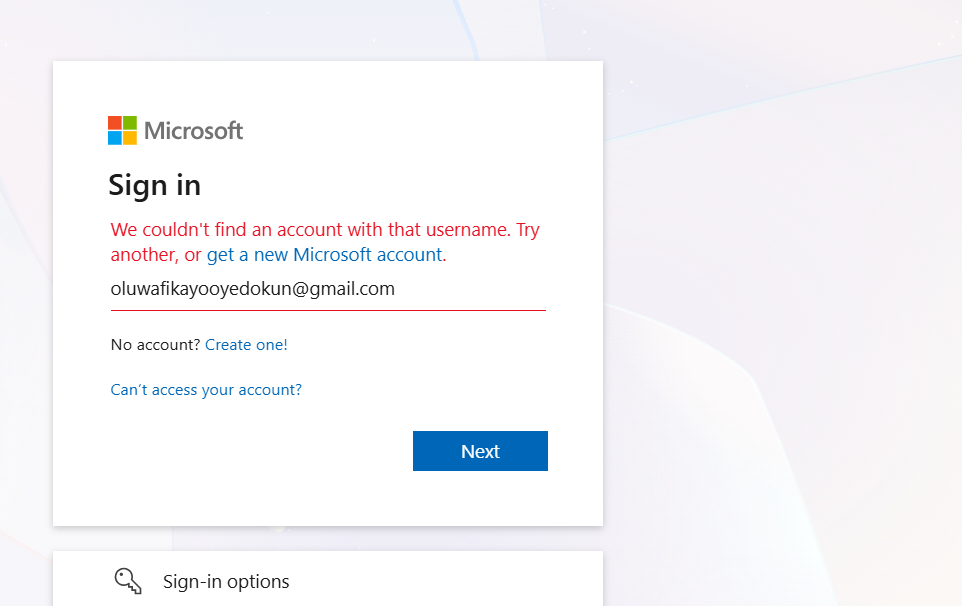 Microsoft
Sign in
We couldn't find an account with that username. Try
another, or get a new Microsoft account.
oluwafikayooyedokun@gmail.com
No account? Create one!
Can't access your account?
Next
Sign-in options